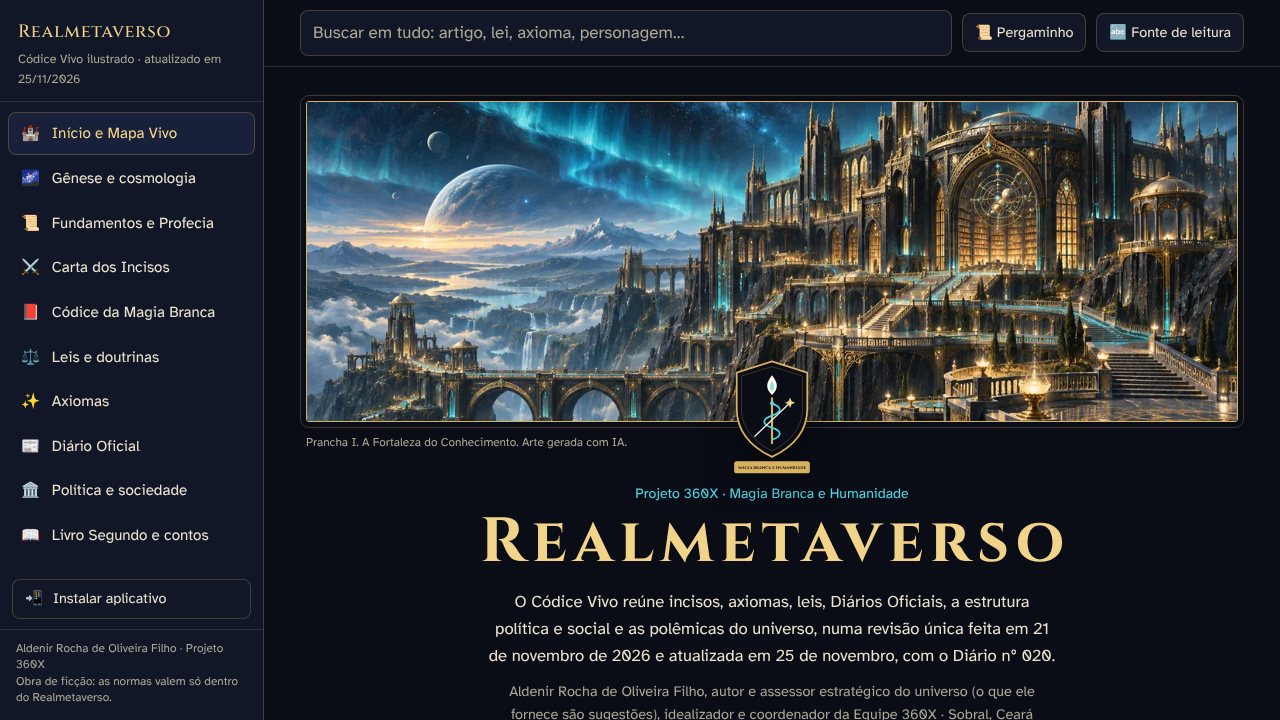 Realmetaverso
Códice Vivo ilustrado · atualizado em
25/11/2026
Início e Mapa Vivo
Gênese e cosmologia
Fundamentos e Profecia
Carta dos Incisos
Códice da Magia Branca
Leis e doutrinas
Axiomas
Diário Oficial
Política e sociedade
Livro Segundo e contos
Instalar aplicativo
Aldenir Rocha de Oliveira Filho · Projeto
360X
Obra de ficção: as normas valem só dentro
do Realmetaverso.
Buscar em tudo: artigo, lei, axioma, personagem...
Pergaminho
abc Fonte de leitura
Prancha I. A Fortaleza do Conhecimento. Arte gerada com IA.
MAGIA BRANCA E HUMANIDADE
Projeto 360X · Magia Branca e Humanidade
Realmetaverso
O Códice Vivo reúne incisos, axiomas, leis, Diários Oficiais, a estrutura
política e social e as polêmicas do universo, numa revisão única feita em 21
de novembro de 2026 e atualizada em 25 de novembro, com o Diário n° 020.
Aldenir Rocha de Oliveira Filho, autor e assessor estratégico do universo (o que ele
fornece são sugestões), idealizador e coordenador da Equipe 360X · Sobral, Ceará